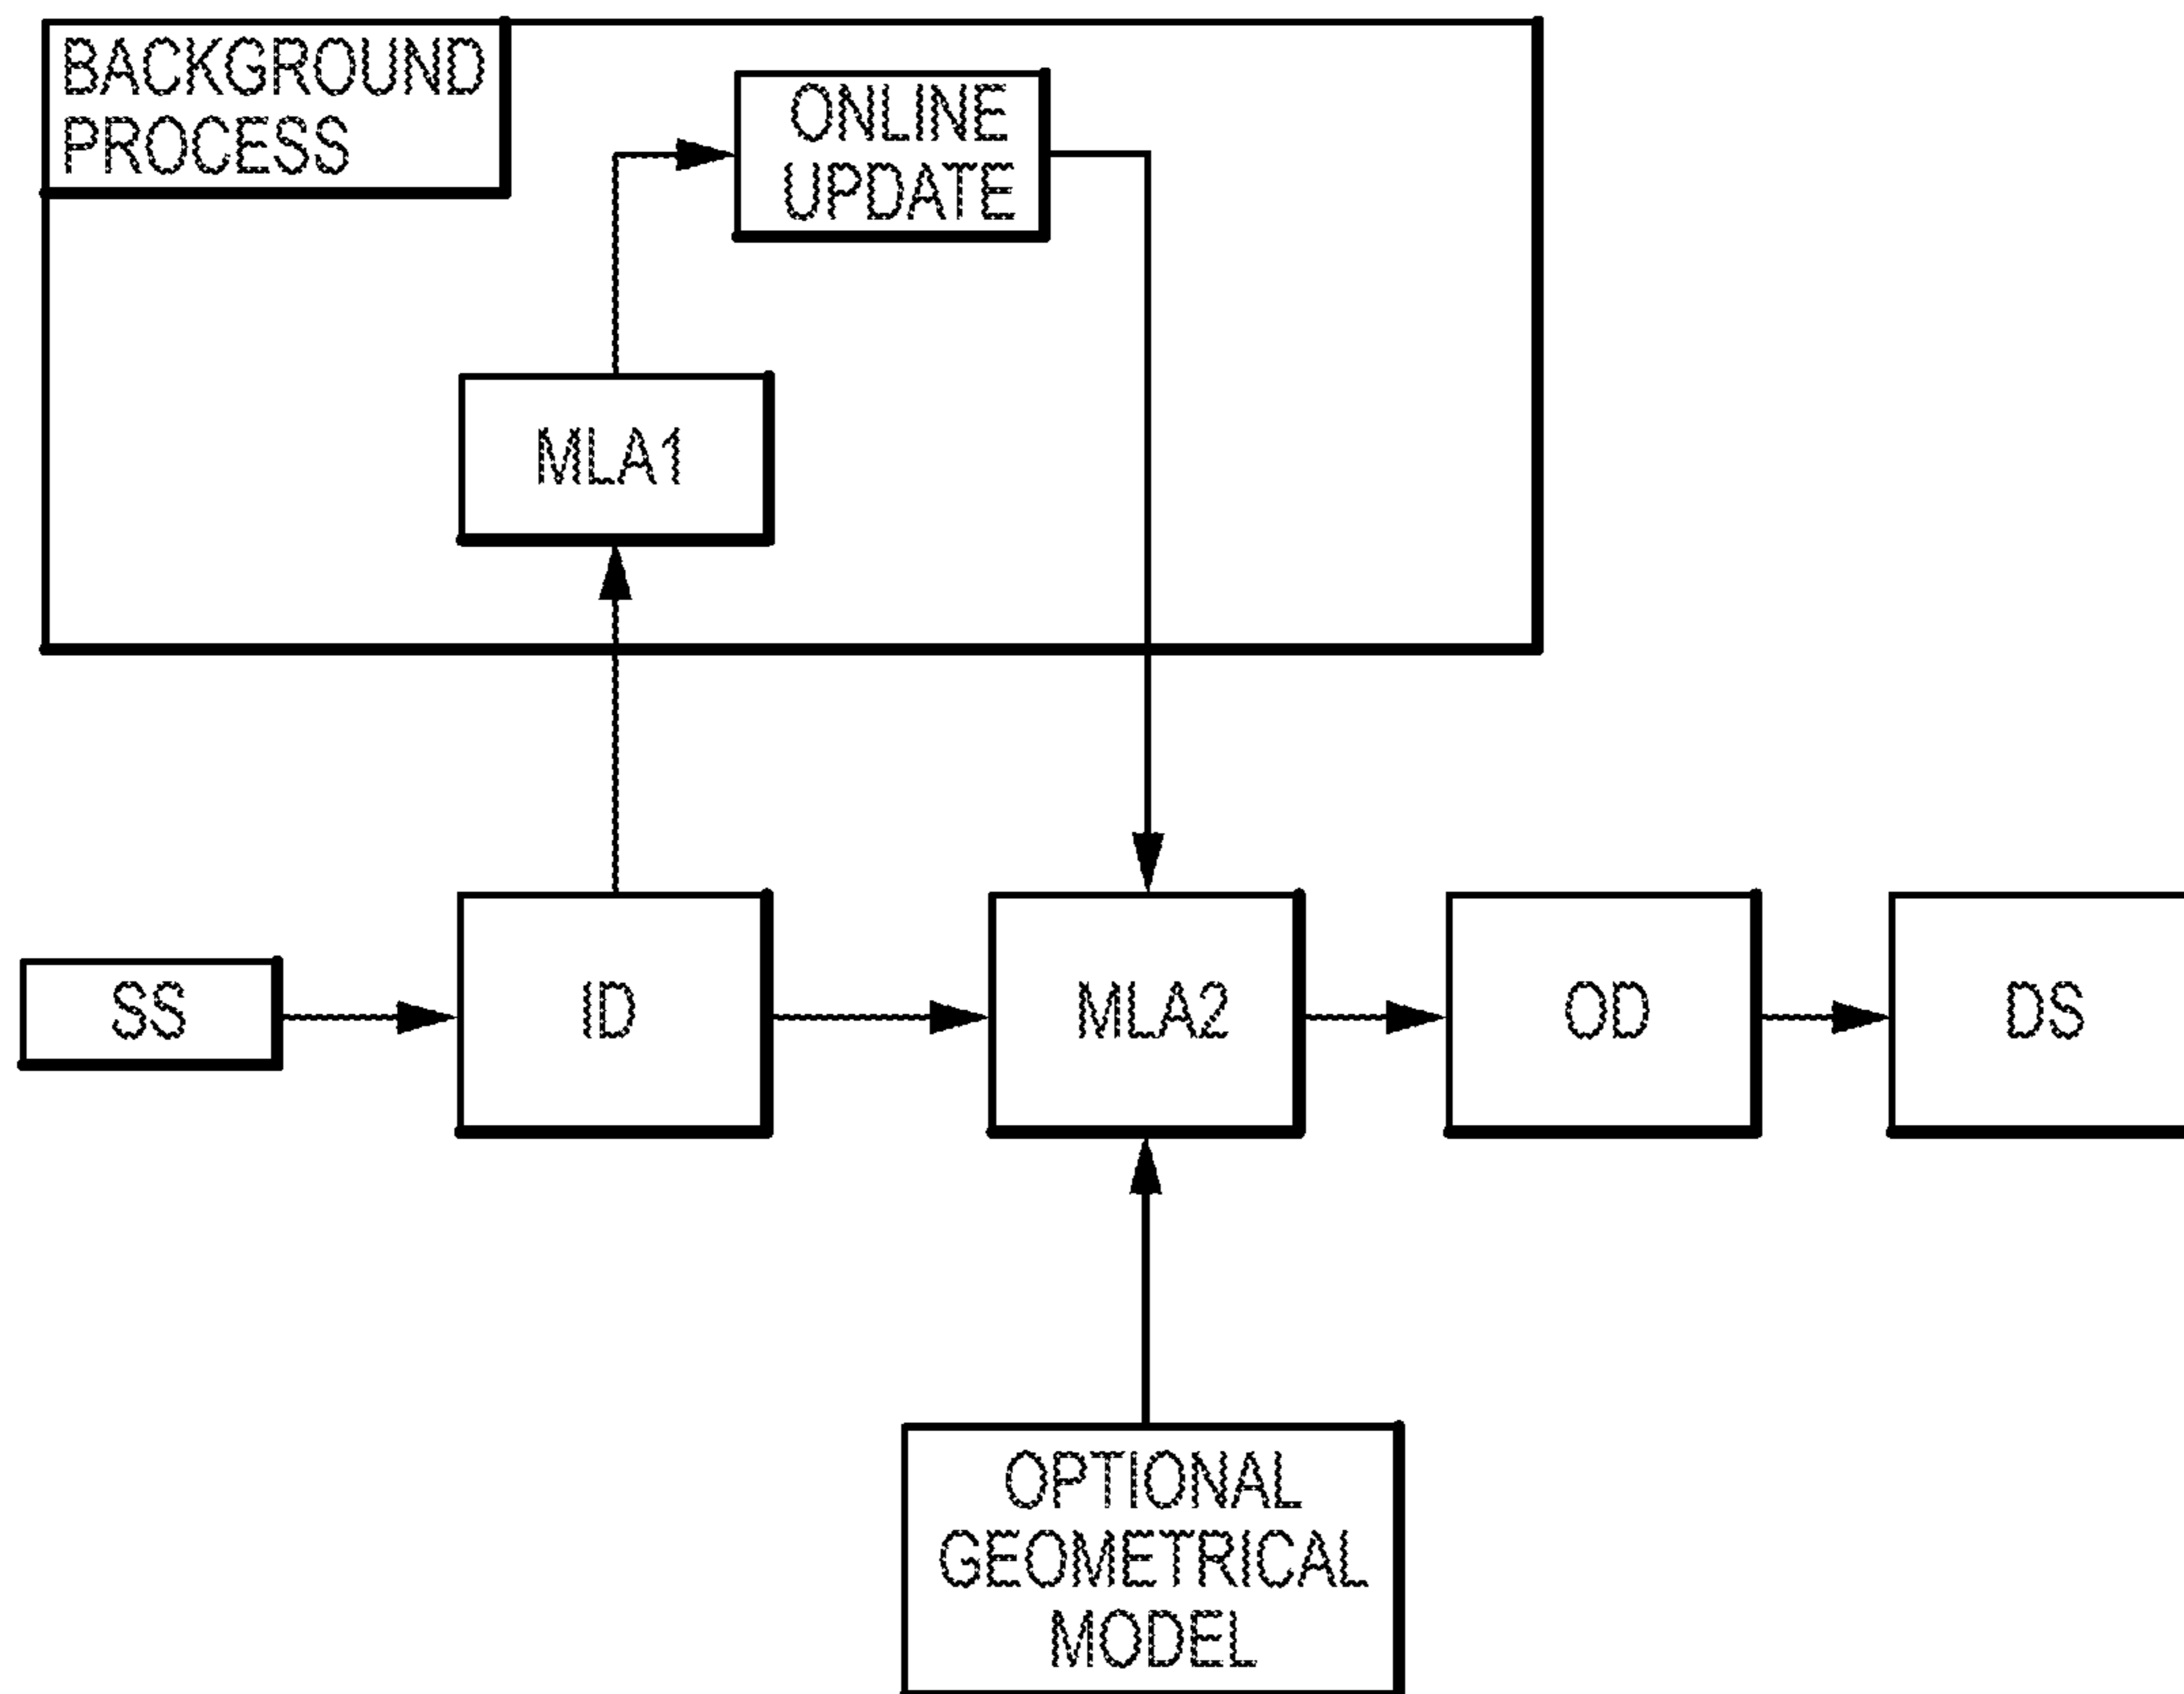 BACKGROUND
PROCESS
ONLINE
UPDATE
MLA1
SS
ID
MLA2
OD
DS
OPTIONAL
GEOMETRICAL
MODEL